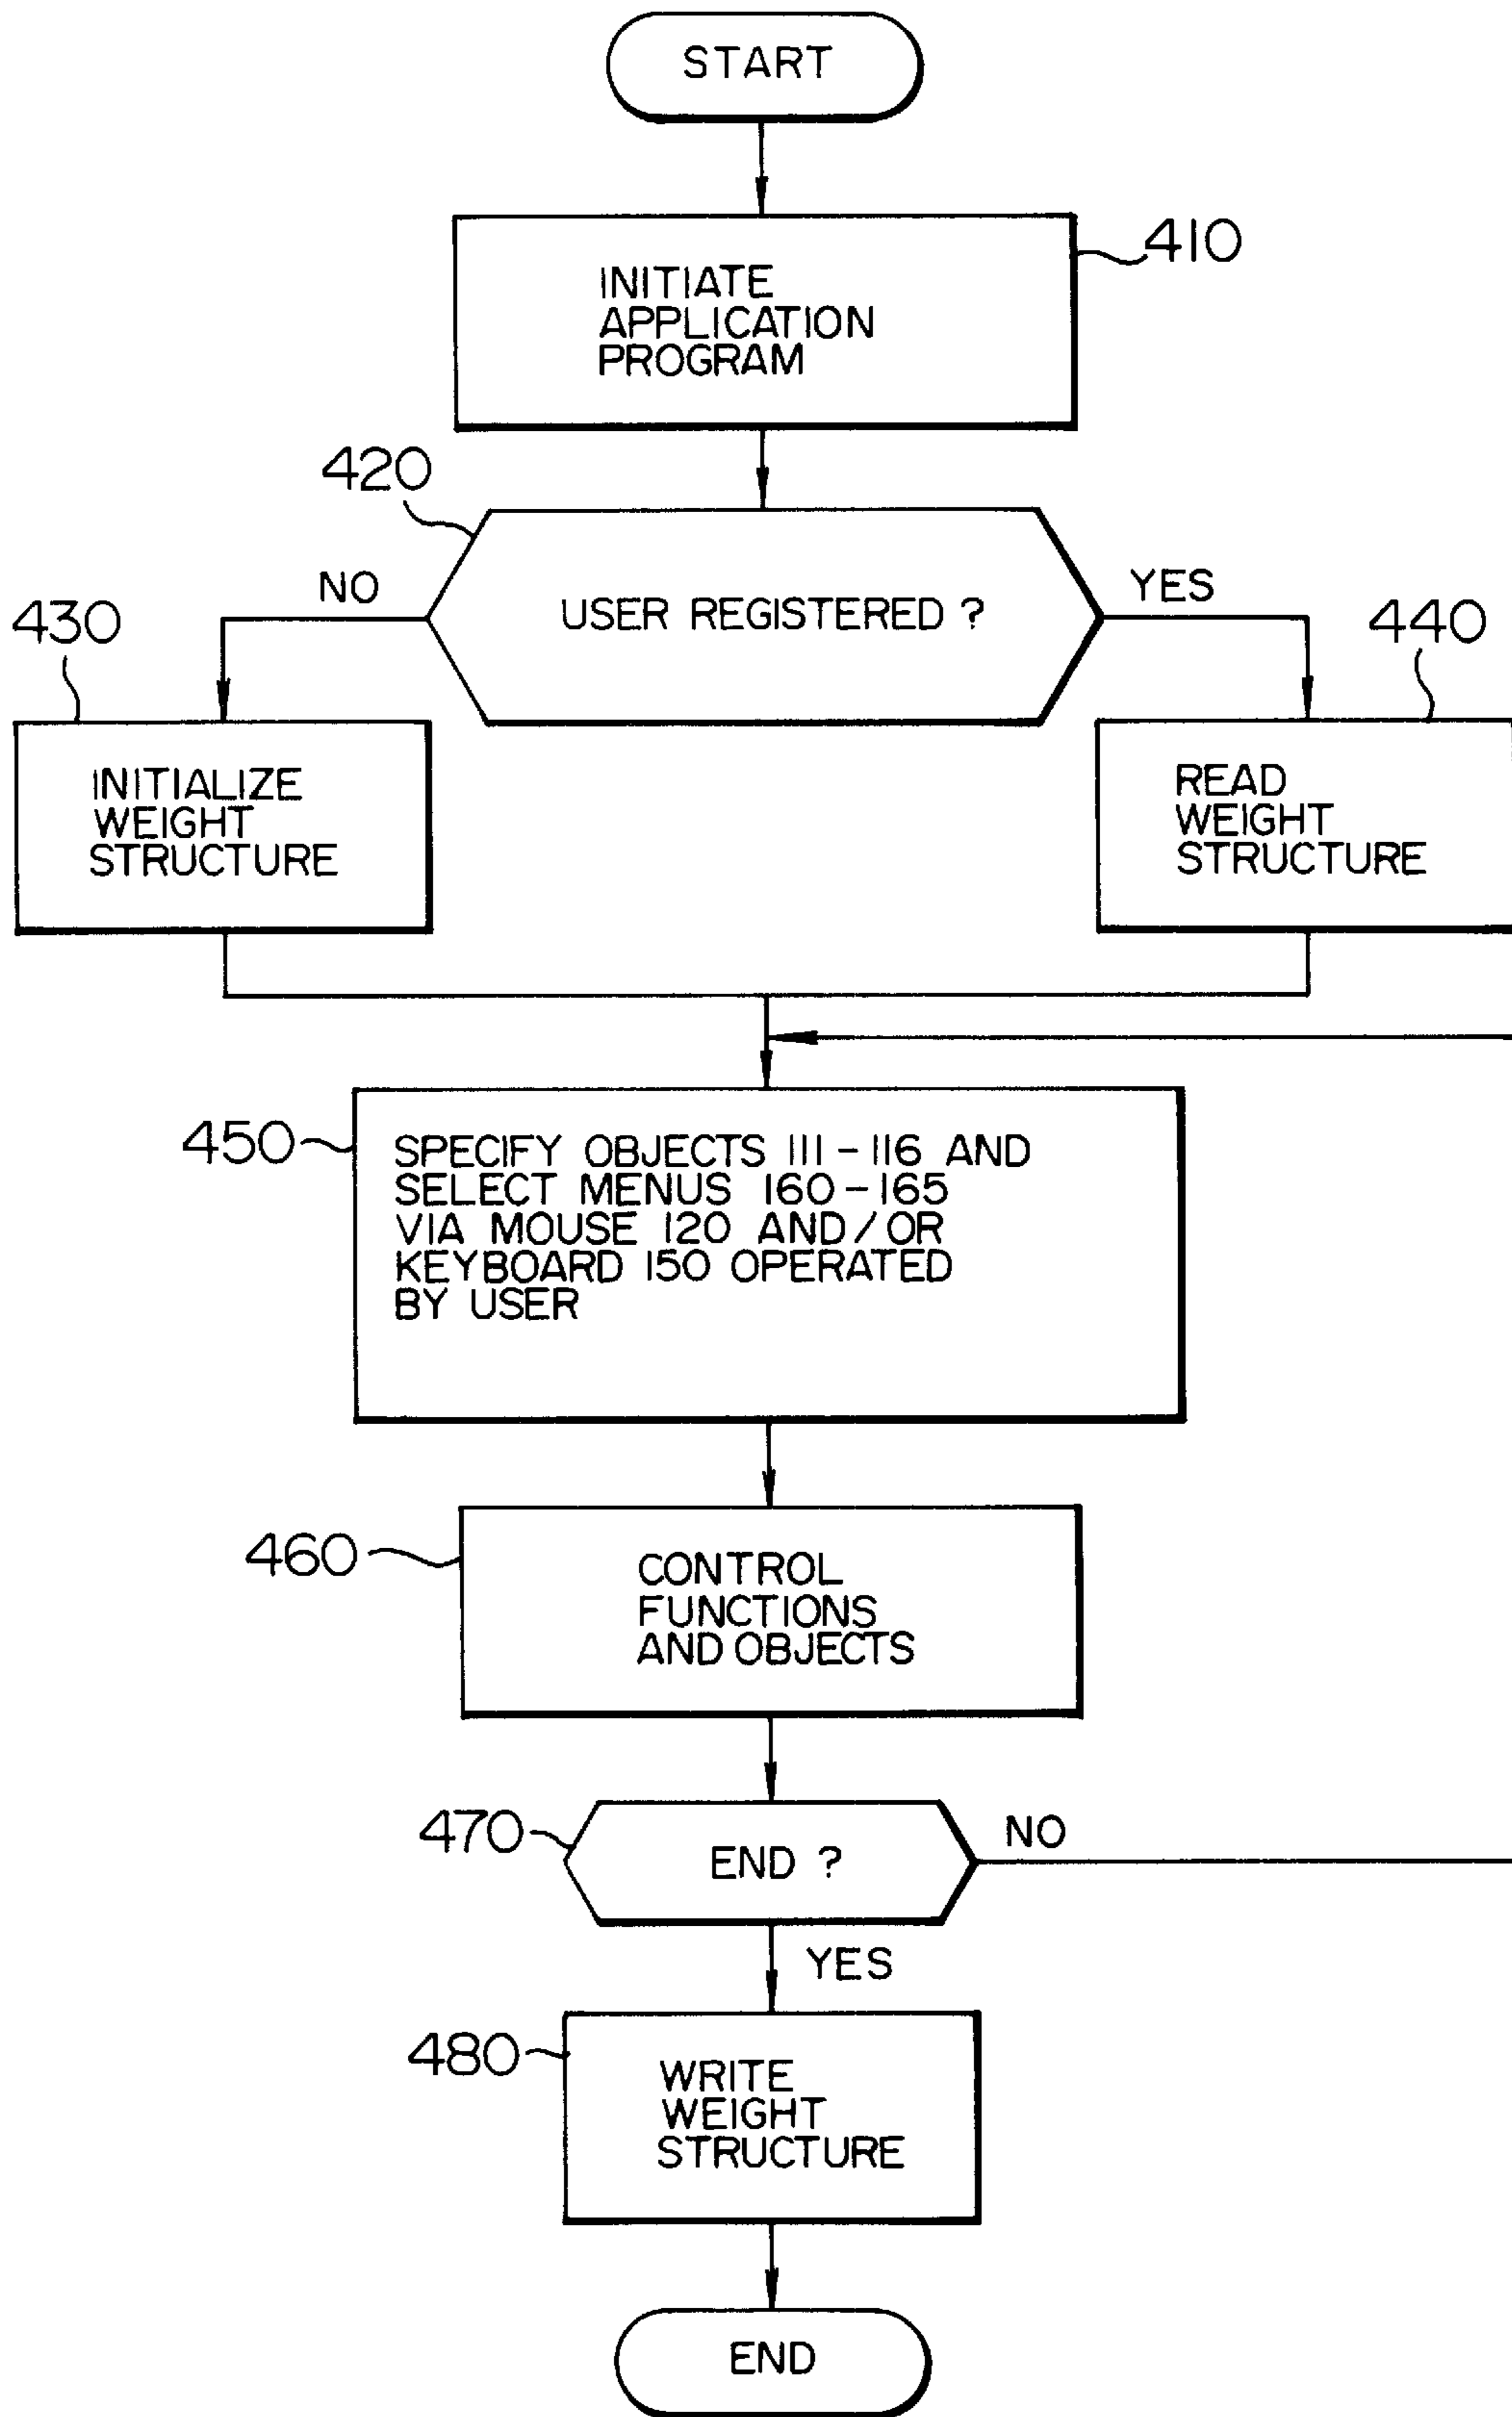 START
410
INITIATE
APPLICATION
PROGRAM
420
NO
USER REGISTERED ?
YES
430
440
INITIALIZE
WEIGHT
STRUCTURE
READ
WEIGHT
STRUCTURE
450
SPECIFY OBJECTS 111-116 AND
SELECT MENUS 160-165
VIA MOUSE 120 AND/OR
KEYBOARD 150 OPERATED
BY USER
460
CONTROL
FUNCTIONS
AND OBJECTS
470
END ?
NO
YES
480
WRITE
WEIGHT
STRUCTURE
END